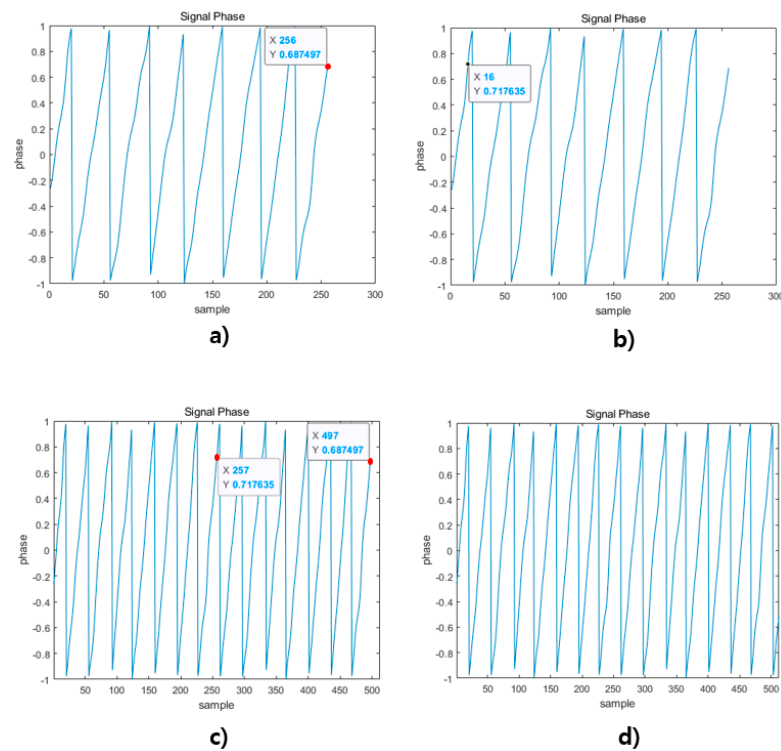 Signal Phase
1
0.8
0.6
0.4
0.2
0
-0.2
-0.4
-0.6
-0.8
-1
phase
X 256
Y 0.687497
0 50 100 150 200 250 300
sample
a)
Signal Phase
1
0.8
0.6
0.4
0.2
0
-0.2
-0.4
-0.6
-0.8
-1
phase
X 16
Y 0.717635
0 50 100 150 200 250 300
sample
b)
Signal Phase
1
0.8
0.6
0.4
0.2
0
-0.2
-0.4
-0.6
-0.8
-1
phase
X 257
Y 0.717635
X 497
Y 0.687497
50 100 150 200 250 300 350 400 450 500
sample
c)
Signal Phase
1
0.8
0.6
0.4
0.2
0
-0.2
-0.4
-0.6
-0.8
-1
phase
50 100 150 200 250 300 350 400 450 500
sample
d)